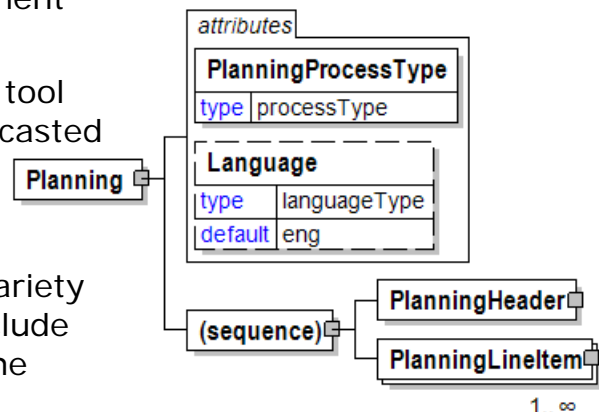 nent
tool
casted
ariety
lude
ne
attributes
PlanningProcessType
type processType
Language
type languageType
default eng
Planning
(sequence)
PlanningHeader
PlanningLineItem
1..∞